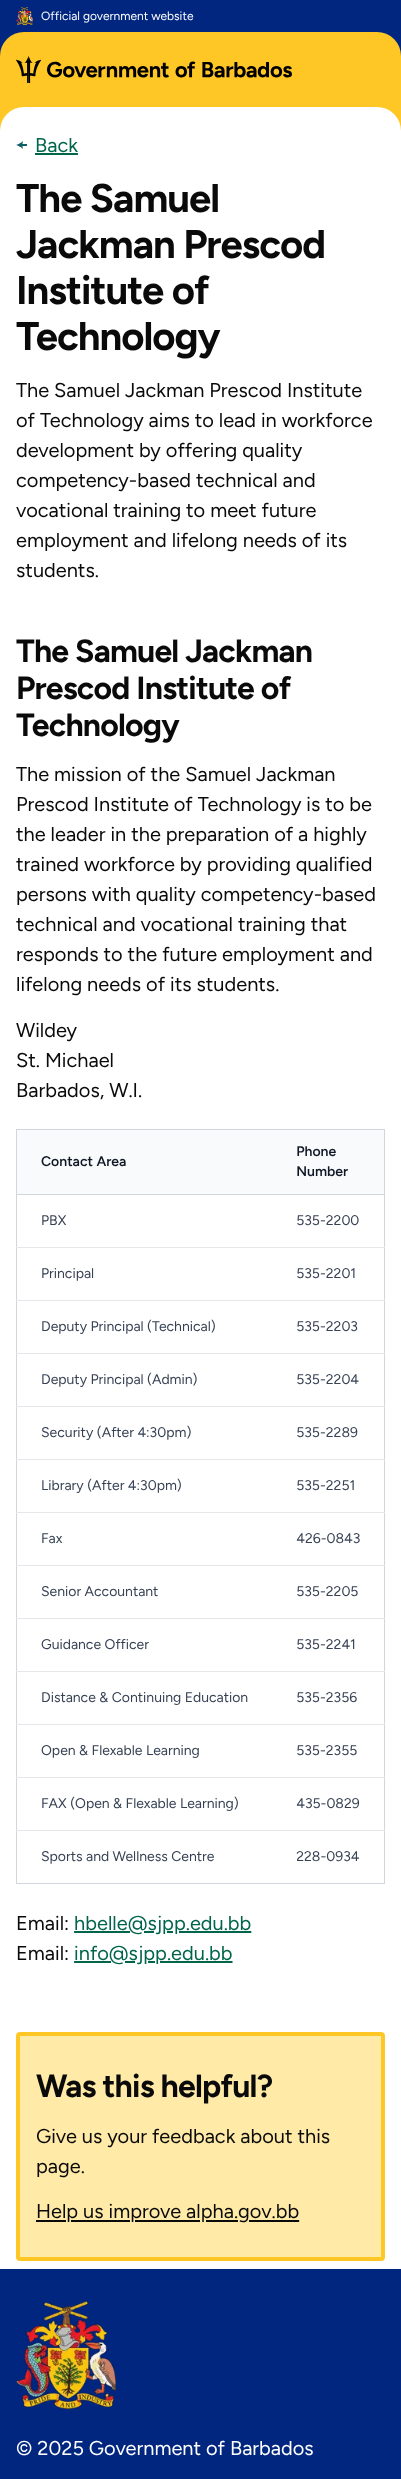 Official government website
Government of Barbados
← Back
The Samuel
Jackman Prescod
Institute of
Technology
The Samuel Jackman Prescod Institute
of Technology aims to lead in workforce
development by offering quality
competency-based technical and
vocational training to meet future
employment and lifelong needs of its
students.
The Samuel Jackman
Prescod Institute of
Technology
The mission of the Samuel Jackman
Prescod Institute of Technology is to be
the leader in the preparation of a highly
trained workforce by providing qualified
persons with quality competency-based
technical and vocational training that
responds to the future employment and
lifelong needs of its students.
Wildey
St. Michael
Barbados, W.I.
Contact Area Phone Number
PBX 535-2200
Principal 535-2201
Deputy Principal (Technical) 535-2203
Deputy Principal (Admin) 535-2204
Security (After 4:30pm) 535-2289
Library (After 4:30pm) 535-2251
Fax 426-0843
Senior Accountant 535-2205
Guidance Officer 535-2241
Distance & Continuing Education 535-2356
Open & Flexable Learning 535-2355
FAX (Open & Flexable Learning) 435-0829
Sports and Wellness Centre 228-0934
Email: hbelle@sjpp.edu.bb
Email: info@sjpp.edu.bb
Was this helpful?
Give us your feedback about this
page.
Help us improve alpha.gov.bb
PRIDE AND INDUSTRY
© 2025 Government of Barbados